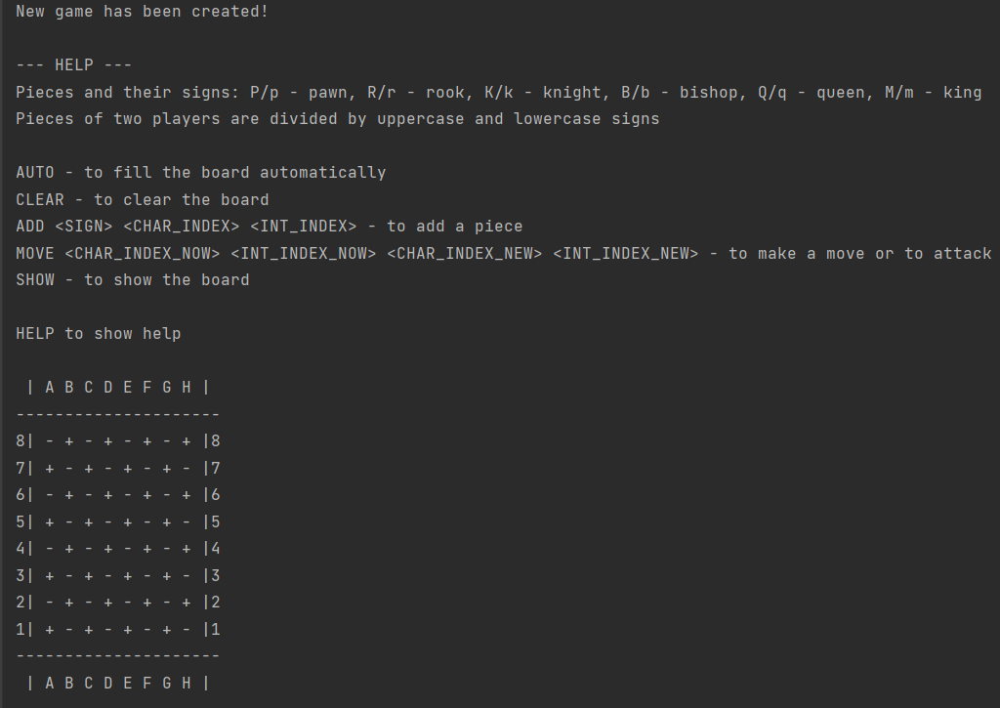 New game has been created!

--- HELP ---
Pieces and their signs: P/p - pawn, R/r - rook, K/k - knight, B/b - bishop, Q/q - queen, M/m - king
Pieces of two players are divided by uppercase and lowercase signs

AUTO - to fill the board automatically
CLEAR - to clear the board
ADD <SIGN> <CHAR_INDEX> <INT_INDEX> - to add a piece
MOVE <CHAR_INDEX_NOW> <INT_INDEX_NOW> <CHAR_INDEX_NEW> <INT_INDEX_NEW> - to make a move or to attack
SHOW - to show the board

HELP to show help

 | A B C D E F G H |
---------------------
8| - + - + - + - + |8
7| + - + - + - + - |7
6| - + - + - + - + |6
5| + - + - + - + - |5
4| - + - + - + - + |4
3| + - + - + - + - |3
2| - + - + - + - + |2
1| + - + - + - + - |1
---------------------
 | A B C D E F G H |